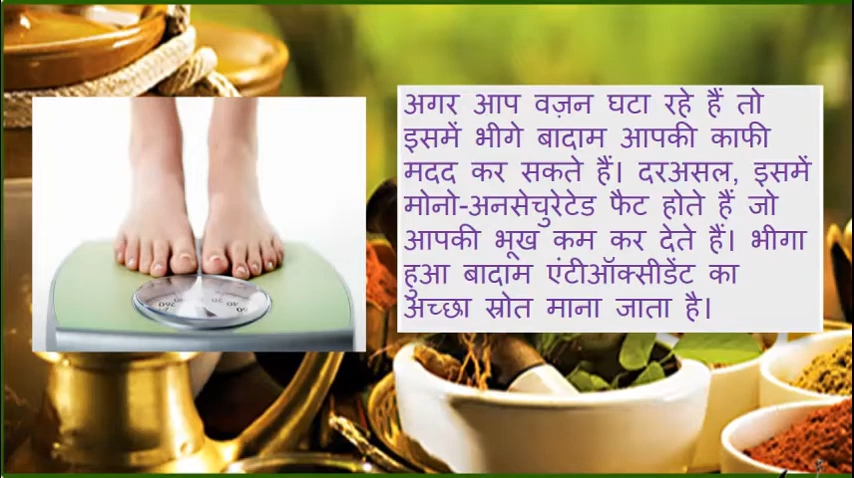 अगर आप वज़न घटा रहे हैं तो
इसमें भीगे बादाम आपकी काफी
मदद कर सकते हैं। दरअसल, इसमें
मोनो-अनसेचुरेटेड फैट होते हैं जो
आपकी भूख कम कर देते हैं। भीगा
हुआ बादाम एंटीऑक्सीडेंट का
अच्छा स्रोत माना जाता है।